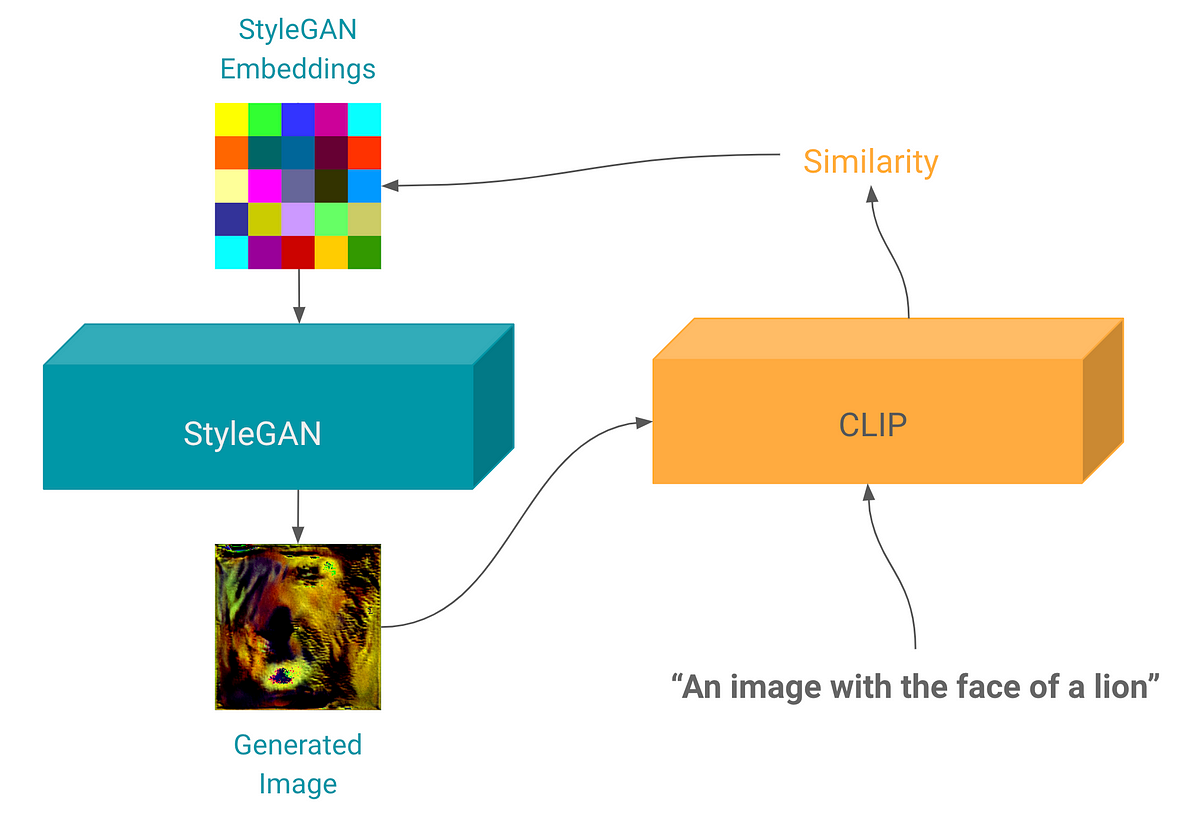 StyleGAN
Embeddings
Similarity
StyleGAN
CLIP
“An image with the face of a lion”
Generated
Image